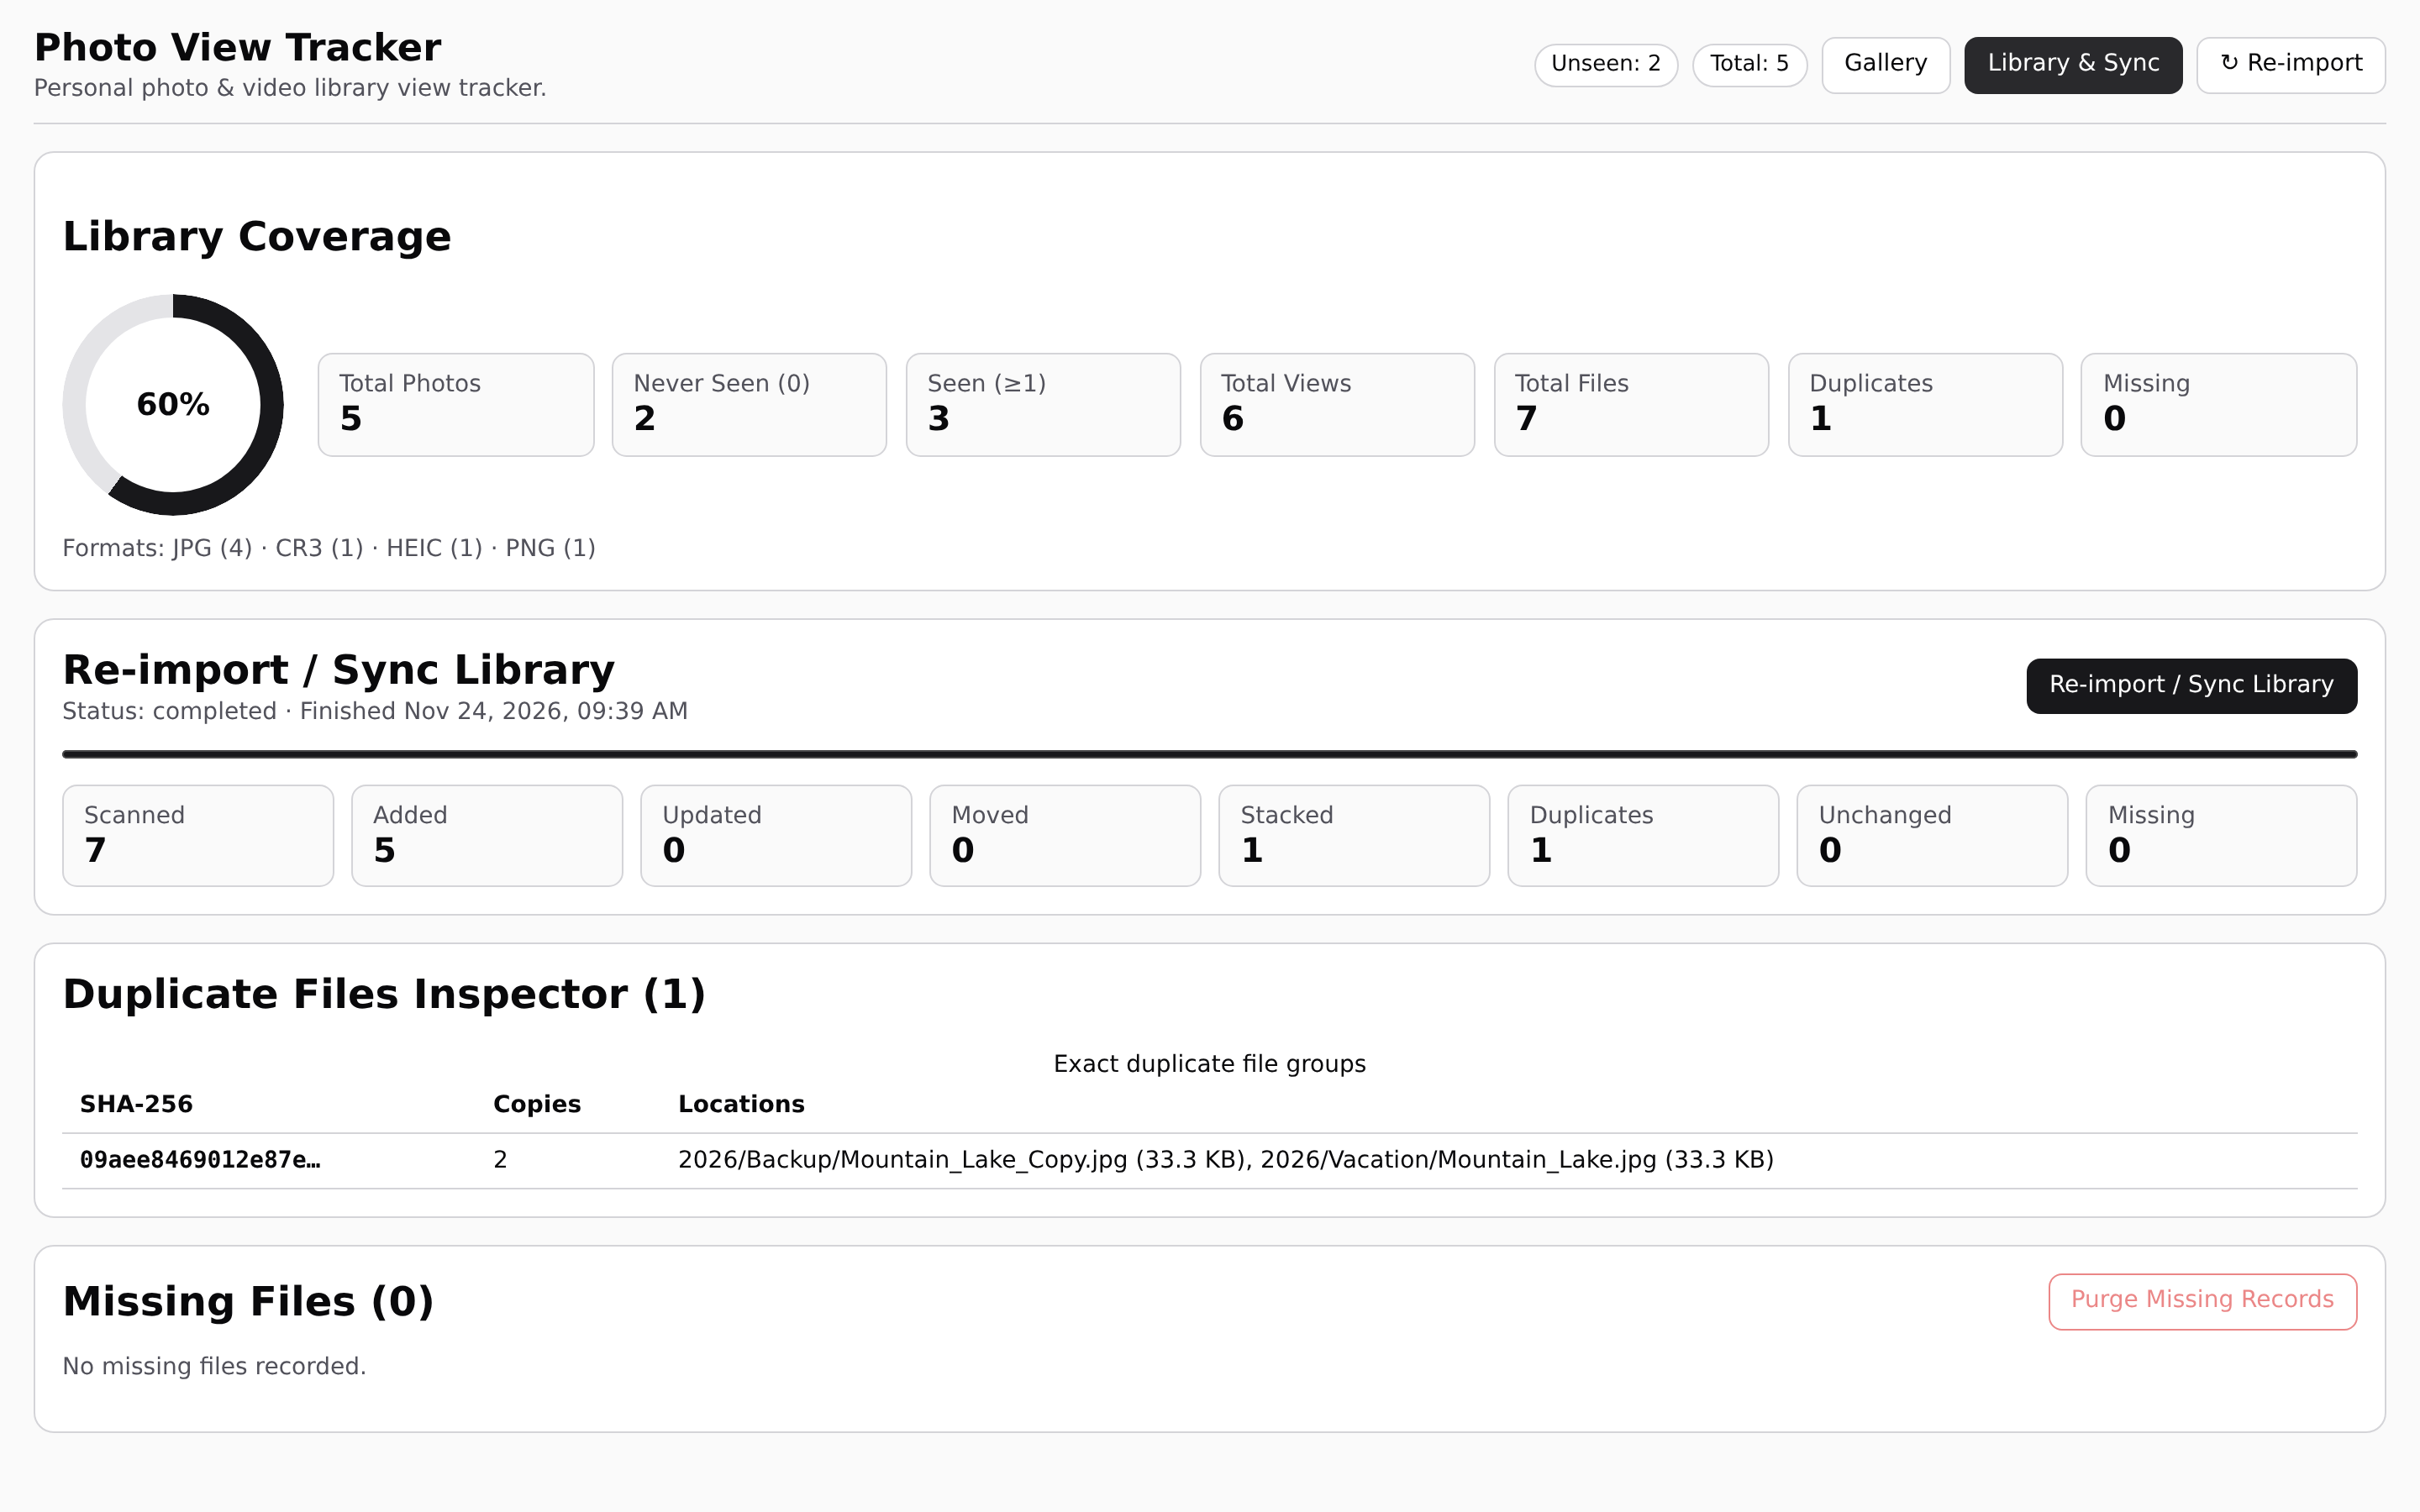 Photo View Tracker
Personal photo & video library view tracker.
Unseen: 2
Total: 5
Gallery
Library & Sync
↻ Re-import
Library Coverage
60%
Total Photos
5
Never Seen (0)
2
Seen (≥1)
3
Total Views
6
Total Files
7
Duplicates
1
Missing
0
Formats: JPG (4) · CR3 (1) · HEIC (1) · PNG (1)
Re-import / Sync Library
Status: completed · Finished Nov 24, 2026, 09:39 AM
Re-import / Sync Library
Scanned
7
Added
5
Updated
0
Moved
0
Stacked
1
Duplicates
1
Unchanged
0
Missing
0
Duplicate Files Inspector (1)
Exact duplicate file groups
SHA-256 Copies Locations
09aee8469012e87e… 2 2026/Backup/Mountain_Lake_Copy.jpg (33.3 KB), 2026/Vacation/Mountain_Lake.jpg (33.3 KB)
Missing Files (0)
Purge Missing Records
No missing files recorded.